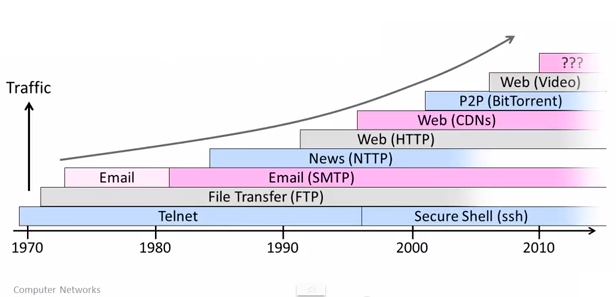 ???
Web (Video)
Traffic
P2P (BitTorrent)
Web (CDNs)
Web (HTTP)
News (NTTP)
Email
Email (SMTP)
File Transfer (FTP)
Telnet
Secure Shell (ssh)
1970
1980
1990
2000
2010
Computer Networks